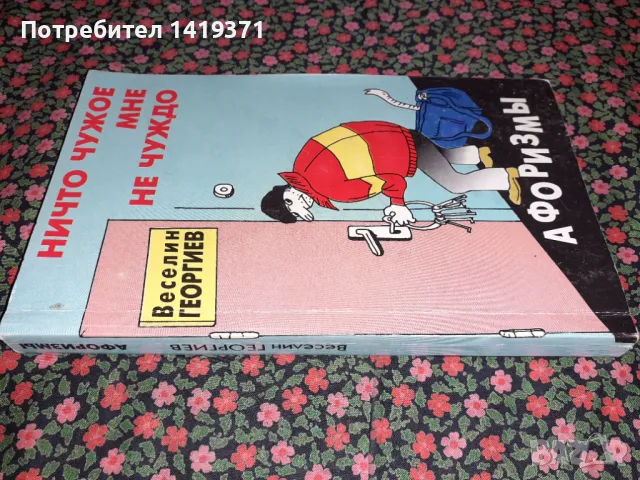 Потребител 1419371
НИЧТО ЧУЖОЕ
МНЕ
НЕ ЧУЖДО
АФОРИЗМЫ
Веселин
ГЕОРГИЕВ
Веселин ГЕОРГИЕВ АФОРИЗМЫ